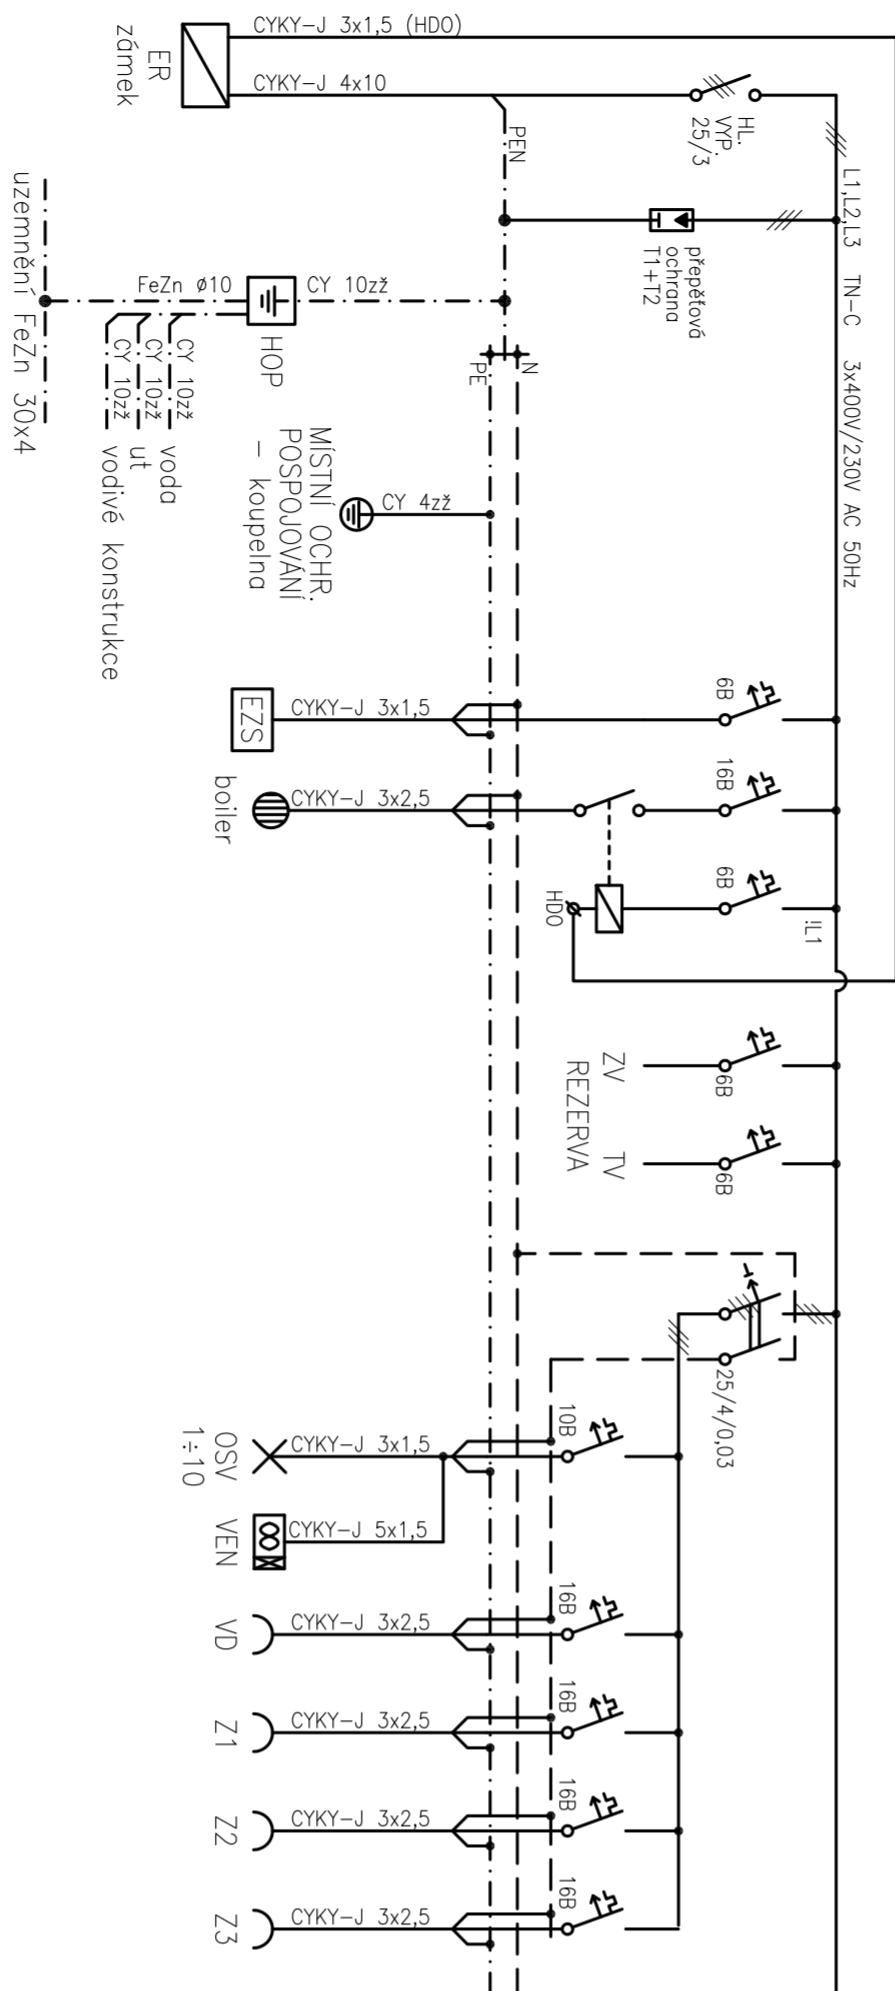 CYKY-J 3x1,5 (HDO)
ER
zámek
CYKY-J 4x10
HL.
VYP.
25/3
PEN
L1,L2,L3 TN-C 3x400V/230V AC 50Hz
přepěťová
ochrana
T1+T2
uzemnění FeZn 30x4
FeZn ø10
CY 10zž
HOP
CY 10zž
CY 10zž
CY 10zž
voda
ut
vodivé konstrukce
PE
N
MÍSTNÍ OCHR.
POSPOJOVÁNÍ
- koupelna
CY 4zž
EZS
CYKY-J 3x1,5
6B
boiler
CYKY-J 3x2,5
16B
HDO
6B
!L1
ZV
6B
REZERVA
TV
6B
25/4/0,03
OSV
1÷10
CYKY-J 3x1,5
10B
VEN
CYKY-J 5x1,5
VD
CYKY-J 3x2,5
16B
Z1
CYKY-J 3x2,5
16B
Z2
CYKY-J 3x2,5
16B
Z3
CYKY-J 3x2,5
16B